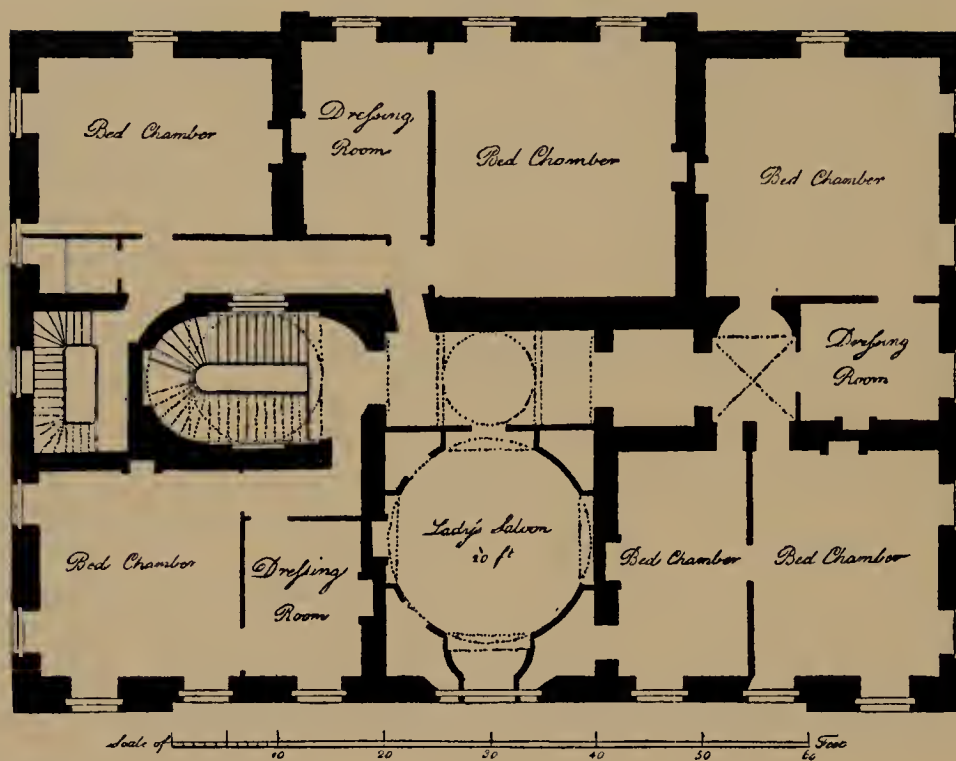 Bed Chamber
Dreſsing
Room
Bed Chamber
Bed Chamber
Dreſsing
Room
Lady's Saloon
20 ft
Bed Chamber
Dreſsing
Room
Bed Chamber
Bed Chamber
Scale of 10 20 30 40 50 60 Feet